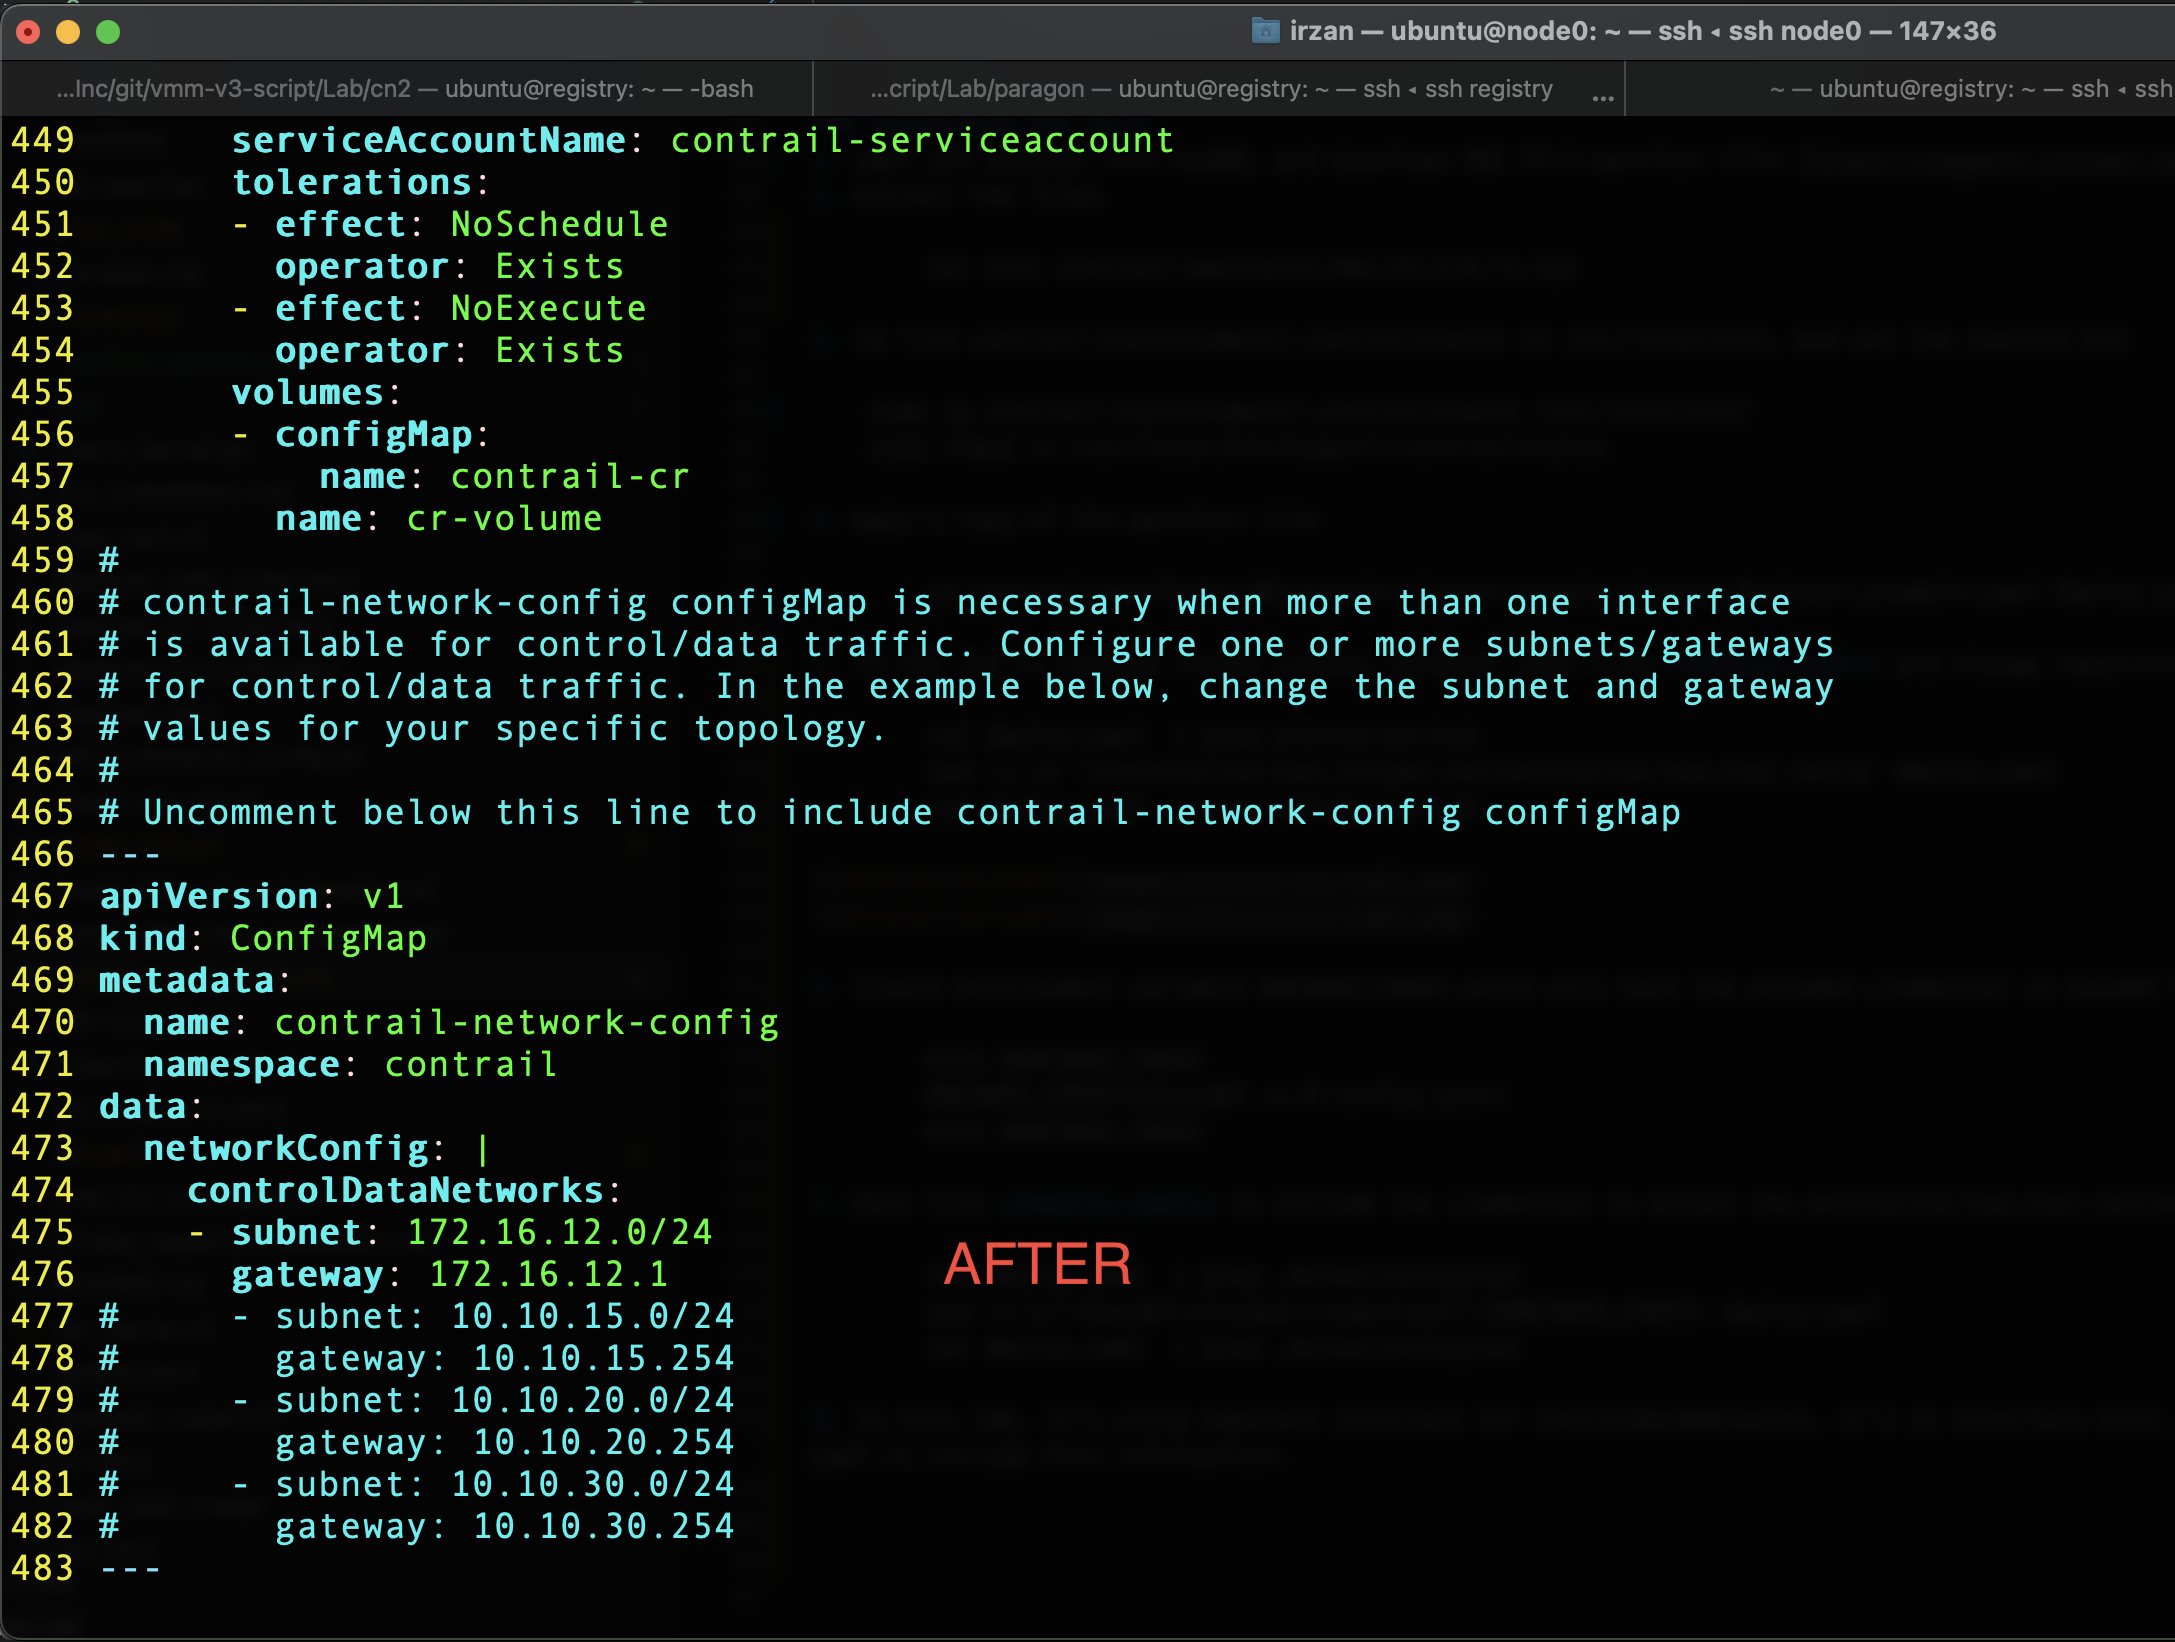 irzan — ubuntu@node0: ~ — ssh ◂ ssh node0 — 147×36
...Inc/git/vmm-v3-script/Lab/cn2 — ubuntu@registry: ~ — -bash
...cript/Lab/paragon — ubuntu@registry: ~ — ssh ◂ ssh registry ...
~ — ubuntu@registry: ~ — ssh ◂ ssh
449       serviceAccountName: contrail-serviceaccount
450       tolerations:
451       - effect: NoSchedule
452         operator: Exists
453       - effect: NoExecute
454         operator: Exists
455       volumes:
456       - configMap:
457           name: contrail-cr
458         name: cr-volume
459 #
460 # contrail-network-config configMap is necessary when more than one interface
461 # is available for control/data traffic. Configure one or more subnets/gateways
462 # for control/data traffic. In the example below, change the subnet and gateway
463 # values for your specific topology.
464 #
465 # Uncomment below this line to include contrail-network-config configMap
466 ---
467 apiVersion: v1
468 kind: ConfigMap
469 metadata:
470   name: contrail-network-config
471   namespace: contrail
472 data:
473   networkConfig: |
474     controlDataNetworks:
475     - subnet: 172.16.12.0/24
476       gateway: 172.16.12.1
AFTER
477 #     - subnet: 10.10.15.0/24
478 #       gateway: 10.10.15.254
479 #     - subnet: 10.10.20.0/24
480 #       gateway: 10.10.20.254
481 #     - subnet: 10.10.30.0/24
482 #       gateway: 10.10.30.254
483 ---